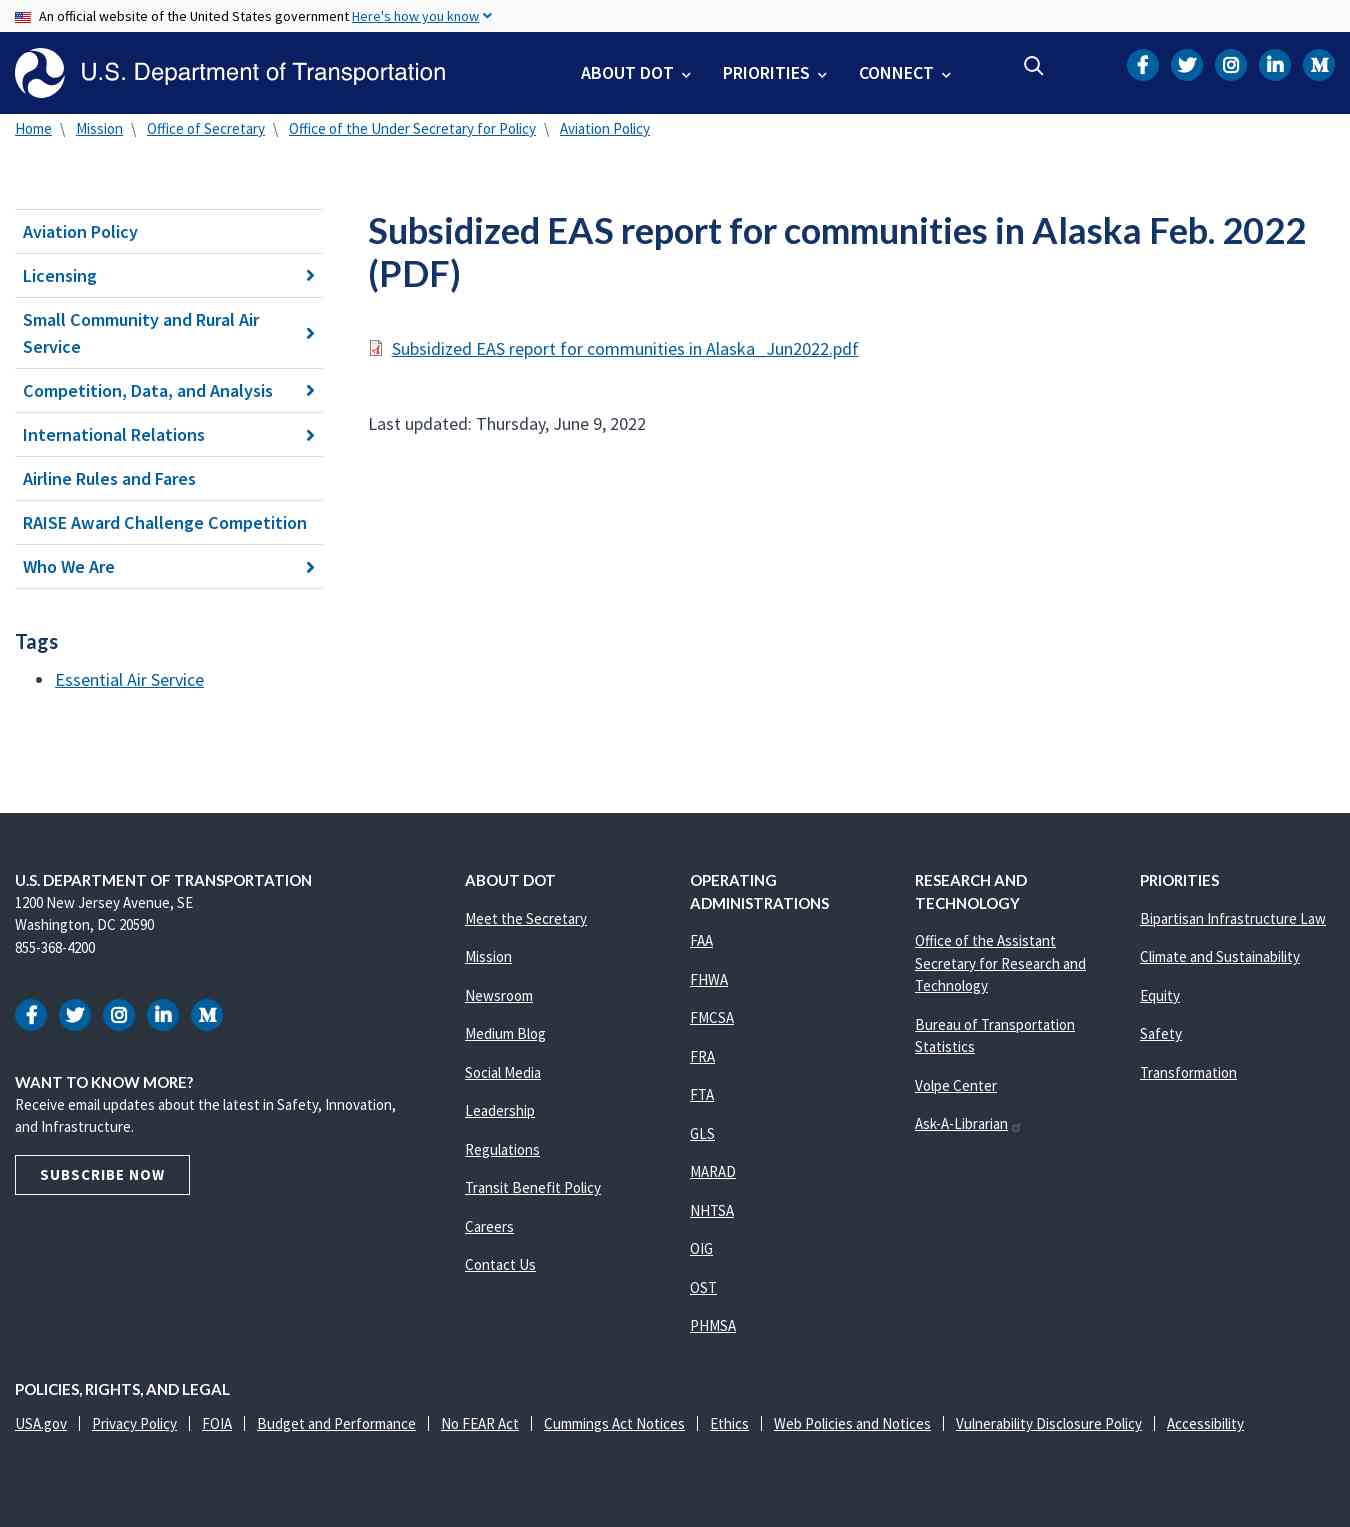 An official website of the United States government Here's how you know
U.S. Department of Transportation
ABOUT DOT
PRIORITIES
CONNECT
Home \ Mission \ Office of Secretary \ Office of the Under Secretary for Policy \ Aviation Policy
Aviation Policy
Licensing
Small Community and Rural Air
Service
Competition, Data, and Analysis
International Relations
Airline Rules and Fares
RAISE Award Challenge Competition
Who We Are
Tags
Essential Air Service
Subsidized EAS report for communities in Alaska Feb. 2022
(PDF)
Subsidized EAS report for communities in Alaska_Jun2022.pdf
Last updated: Thursday, June 9, 2022
U.S. DEPARTMENT OF TRANSPORTATION
1200 New Jersey Avenue, SE
Washington, DC 20590
855-368-4200
WANT TO KNOW MORE?
Receive email updates about the latest in Safety, Innovation,
and Infrastructure.
SUBSCRIBE NOW
ABOUT DOT
Meet the Secretary
Mission
Newsroom
Medium Blog
Social Media
Leadership
Regulations
Transit Benefit Policy
Careers
Contact Us
OPERATING
ADMINISTRATIONS
FAA
FHWA
FMCSA
FRA
FTA
GLS
MARAD
NHTSA
OIG
OST
PHMSA
RESEARCH AND
TECHNOLOGY
Office of the Assistant
Secretary for Research and
Technology
Bureau of Transportation
Statistics
Volpe Center
Ask-A-Librarian
PRIORITIES
Bipartisan Infrastructure Law
Climate and Sustainability
Equity
Safety
Transformation
POLICIES, RIGHTS, AND LEGAL
USA.gov | Privacy Policy | FOIA | Budget and Performance | No FEAR Act | Cummings Act Notices | Ethics | Web Policies and Notices | Vulnerability Disclosure Policy | Accessibility